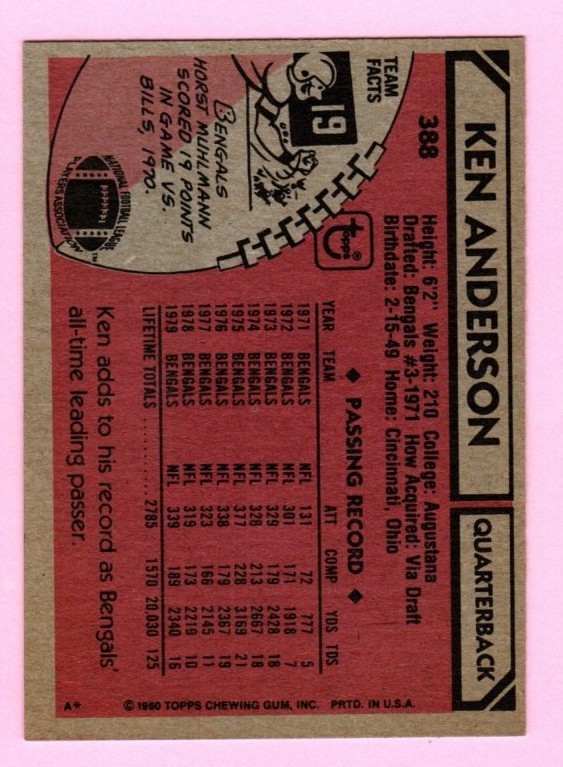 KEN ANDERSON
QUARTERBACK
388
Height: 6'2" Weight: 210 College: Augustana
Drafted: Bengals #3-1971 How Acquired: Via Draft
Birthdate: 2-15-49 Home: Cincinnati, Ohio
TEAM
FACTS
19
BENGALS
HORST MUHLMANN
SCORED 19 POINTS
IN GAME VS.
BILLS, 1970.
NATIONAL FOOTBALL LEAGUE
PLAYERS ASSOCIATION™
topps®
◆ PASSING RECORD ◆
YEAR TEAM ATT COMP YDS TDS
1971 BENGALS NFL 131 72 777 5
1972 BENGALS NFL 301 171 1918 7
1973 BENGALS NFL 329 179 2428 18
1974 BENGALS NFL 328 213 2667 18
1975 BENGALS NFL 377 228 3169 21
1976 BENGALS NFL 338 179 2367 19
1977 BENGALS NFL 323 166 2145 11
1978 BENGALS NFL 319 173 2219 10
1979 BENGALS NFL 339 189 2340 16
LIFETIME TOTALS .......... 2785 1570 20,030 125
Ken adds to his record as Bengals'
all-time leading passer.
A*
© 1980 TOPPS CHEWING GUM, INC. PRTD. IN U.S.A.